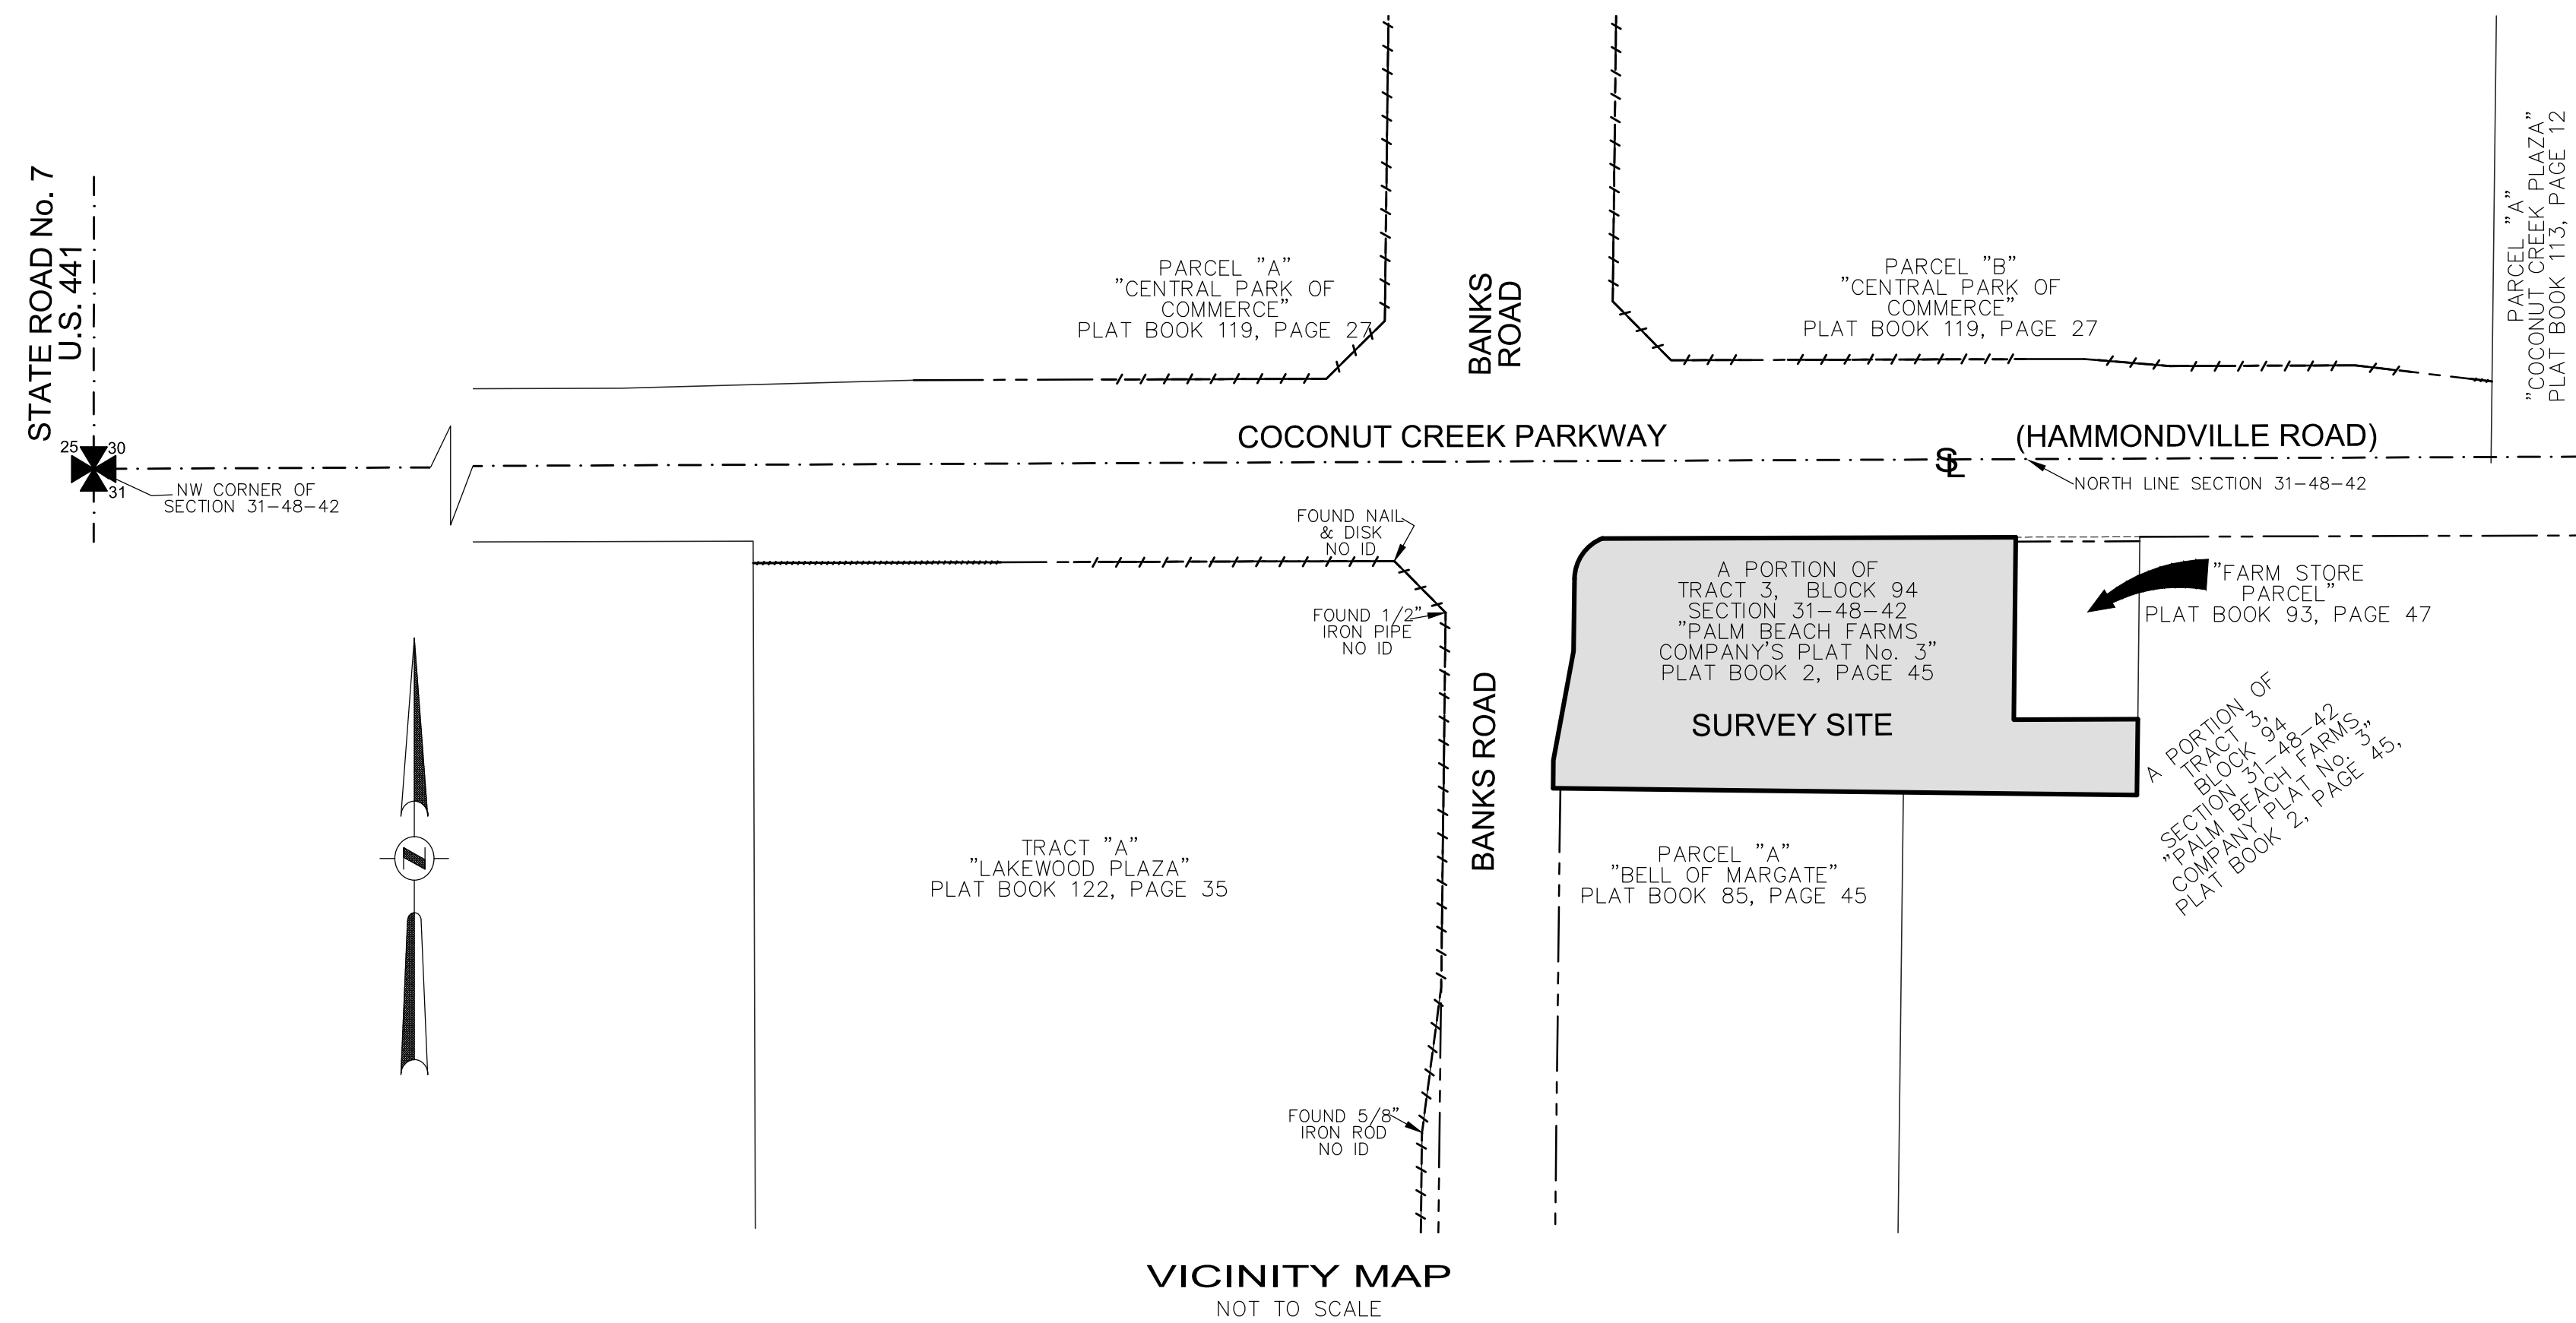 STATE ROAD No. 7
U.S. 441
25
30
31
NW CORNER OF
SECTION 31-48-42
PARCEL "A"
"CENTRAL PARK OF
COMMERCE"
PLAT BOOK 119, PAGE 27
BANKS
ROAD
PARCEL "B"
"CENTRAL PARK OF
COMMERCE"
PLAT BOOK 119, PAGE 27
PARCEL "A"
"COCONUT CREEK PLAZA"
PLAT BOOK 113, PAGE 12
COCONUT CREEK PARKWAY
(HAMMONDVILLE ROAD)
SL
NORTH LINE SECTION 31-48-42
FOUND NAIL
& DISK
NO ID
FOUND 1/2"
IRON PIPE
NO ID
A PORTION OF
TRACT 3, BLOCK 94
SECTION 31-48-42
"PALM BEACH FARMS
COMPANY'S PLAT No. 3"
PLAT BOOK 2, PAGE 45
SURVEY SITE
"FARM STORE
PARCEL"
PLAT BOOK 93, PAGE 47
A PORTION OF
TRACT 3,
BLOCK 94
SECTION 31-48-42
"PALM BEACH FARMS
COMPANY PLAT No. 3"
PLAT BOOK 2, PAGE 45,
BANKS ROAD
N
TRACT "A"
"LAKEWOOD PLAZA"
PLAT BOOK 122, PAGE 35
PARCEL "A"
"BELL OF MARGATE"
PLAT BOOK 85, PAGE 45
FOUND 5/8"
IRON ROD
NO ID
VICINITY MAP
NOT TO SCALE